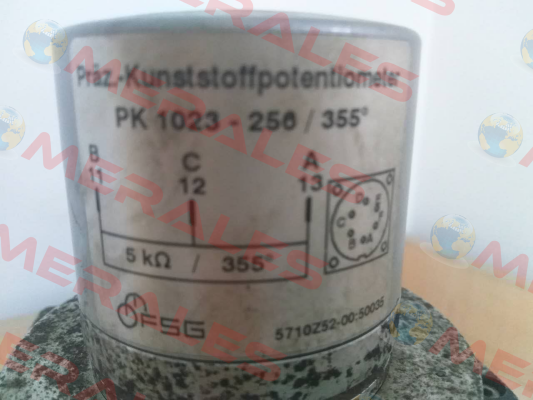 MERALES
Präz.-Kunststoffpotentiometer
PK 1023 - 256 / 355°
B C A
11 12 13
5 kΩ / 355°
D E
C F
B A
FSG
5710Z52-00:50035